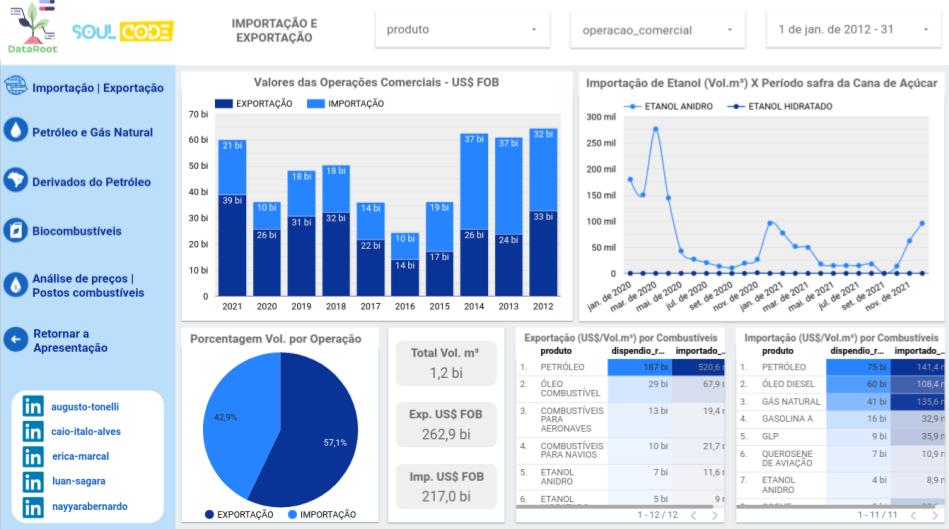 DataRoot
SOUL CODE
IMPORTAÇÃO E
EXPORTAÇÃO
produto
operacao_comercial
1 de jan. de 2012 - 31
Importação | Exportação
Petróleo e Gás Natural
Derivados do Petróleo
Biocombustíveis
Análise de preços |
Postos combustíveis
Retornar a
Apresentação
in augusto-tonelli
in caio-italo-alves
in erica-marcal
in luan-sagara
in nayyarabernardo
Valores das Operações Comerciais - US$ FOB
EXPORTAÇÃO IMPORTAÇÃO
70 bi
60 bi
50 bi
40 bi
30 bi
20 bi
10 bi
0
21 bi 10 bi 18 bi 18 bi 14 bi 10 bi 19 bi 37 bi 37 bi 32 bi
39 bi 26 bi 31 bi 32 bi 22 bi 14 bi 17 bi 26 bi 24 bi 33 bi
2021 2020 2019 2018 2017 2016 2015 2014 2013 2012
Importação de Etanol (Vol.m³) X Período safra da Cana de Açúcar
ETANOL ANIDRO ETANOL HIDRATADO
300 mil
250 mil
200 mil
150 mil
100 mil
50 mil
0
jan. de 2020 mar. de 2020 mai. de 2020 jul. de 2020 set. de 2020 nov. de 2020 jan. de 2021 mar. de 2021 mai. de 2021 jul. de 2021 set. de 2021 nov. de 2021
Porcentagem Vol. por Operação
42,9%
57,1%
EXPORTAÇÃO IMPORTAÇÃO
Total Vol. m³
1,2 bi
Exp. US$ FOB
262,9 bi
Imp. US$ FOB
217,0 bi
Exportação (US$/Vol.m³) por Combustíveis
produto dispendio_r... importado_...
1. PETRÓLEO 187 bi 520,6
2. ÓLEO
COMBUSTÍVEL 29 bi 67,9
3. COMBUSTÍVEIS
PARA
AERONAVES 13 bi 19,4
4. COMBUSTÍVEIS
PARA NAVIOS 10 bi 21,7
5. ETANOL
ANIDRO 7 bi 11,6
6. ETANOL 5 bi 9
1 - 12 / 12 < >
Importação (US$/Vol.m³) por Combustíveis
produto dispendio_r... importado_...
1. PETRÓLEO 75 bi 141,4
2. ÓLEO DIESEL 60 bi 108,4
3. GÁS NATURAL 41 bi 135,6
4. GASOLINA A 16 bi 32,9
5. GLP 9 bi 35,9
6. QUEROSENE
DE AVIAÇÃO 7 bi 10,9
7. ETANOL
ANIDRO 4 bi 8,9
1 - 11 / 11 < >